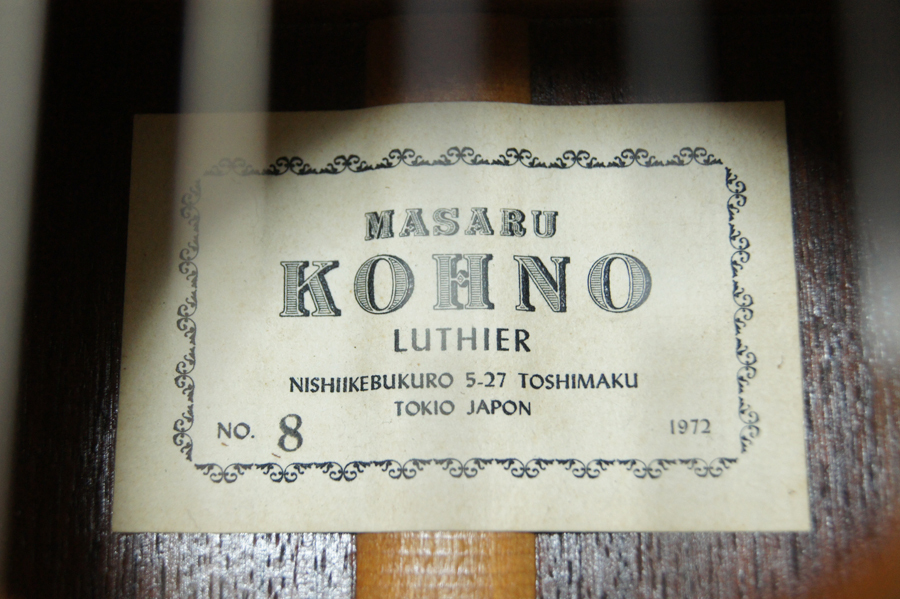 MASARU
KOHNO
LUTHIER
NISHIIKEBUKURO 5-27 TOSHIMAKU
TOKIO JAPON
NO. 8 1972